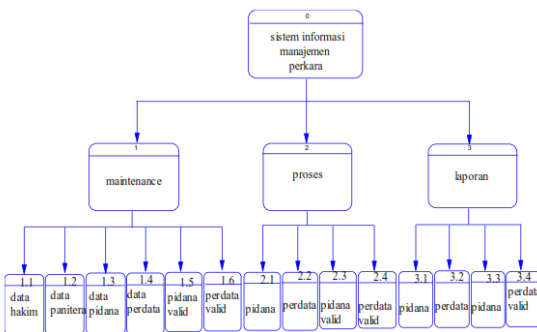 0
sistem informasi
manajemen
perkara
1
maintenance
2
proses
3
laporan
1.1
data
hakim
1.2
data
panitera
1.3
data
pidana
1.4
data
perdata
1.5
pidana
valid
1.6
perdata
valid
2.1
pidana
2.2
perdata
2.3
pidana
valid
2.4
perdata
valid
3.1
pidana
3.2
perdata
3.3
pidana
3.4
perdata
valid